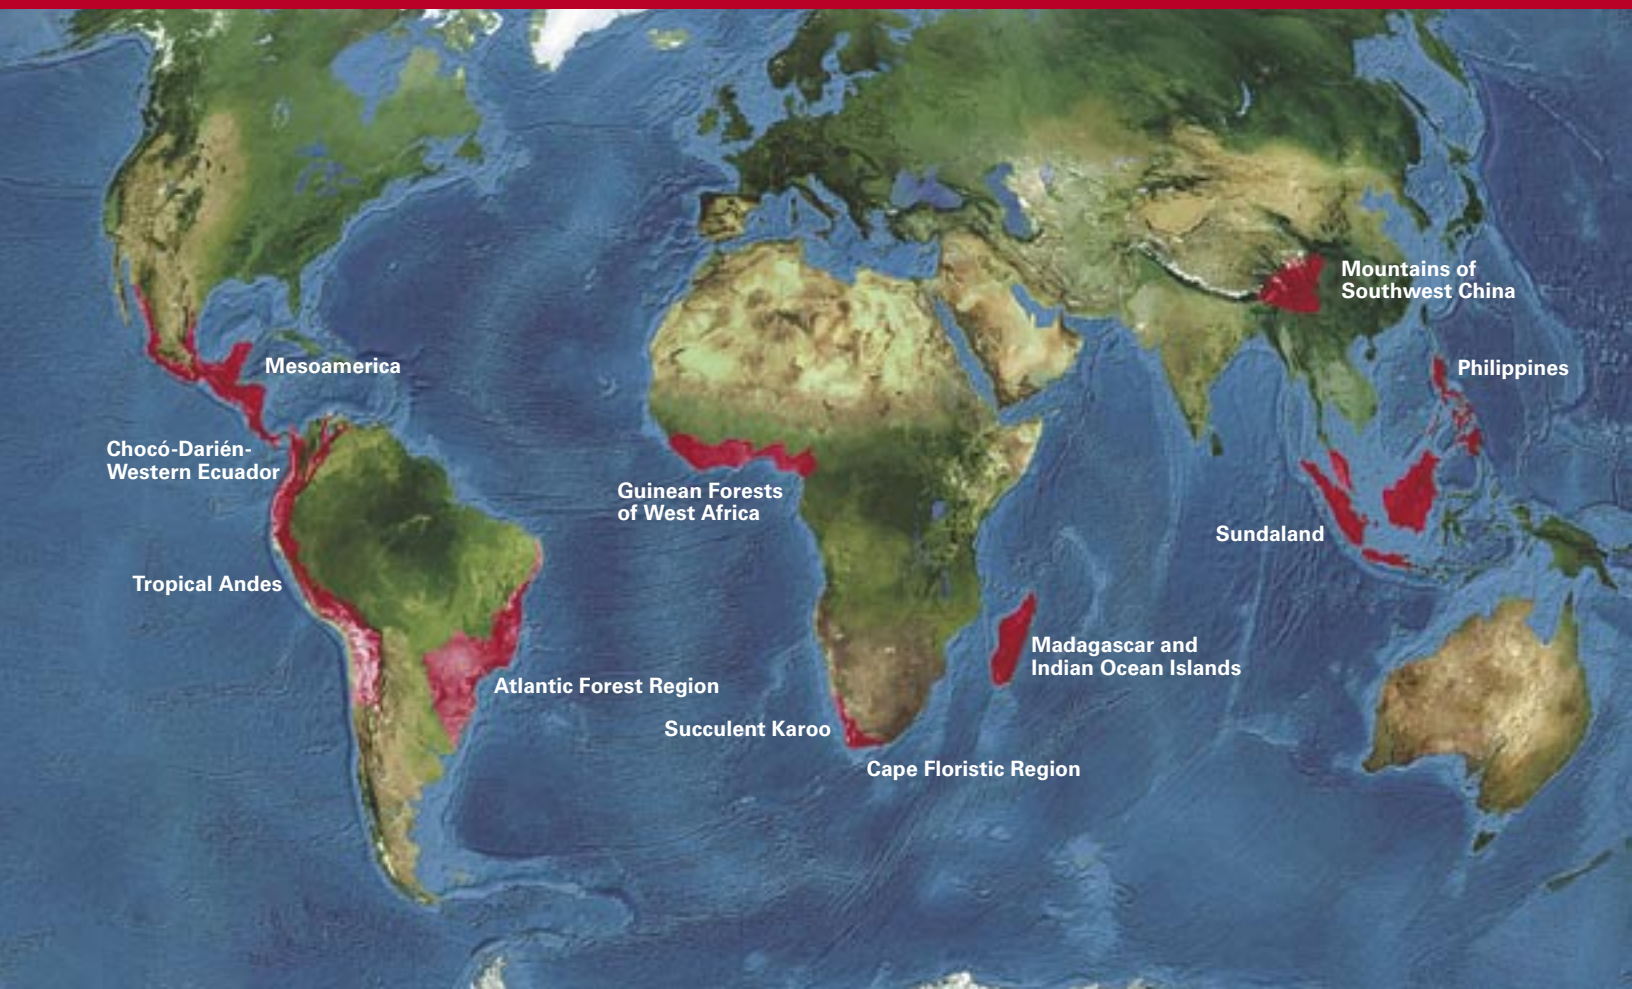 Mountains of
Southwest China
Mesoamerica
Philippines
Chocó-Darién-
Western Ecuador
Guinean Forests
of West Africa
Sundaland
Tropical Andes
Madagascar and
Indian Ocean Islands
Atlantic Forest Region
Succulent Karoo
Cape Floristic Region